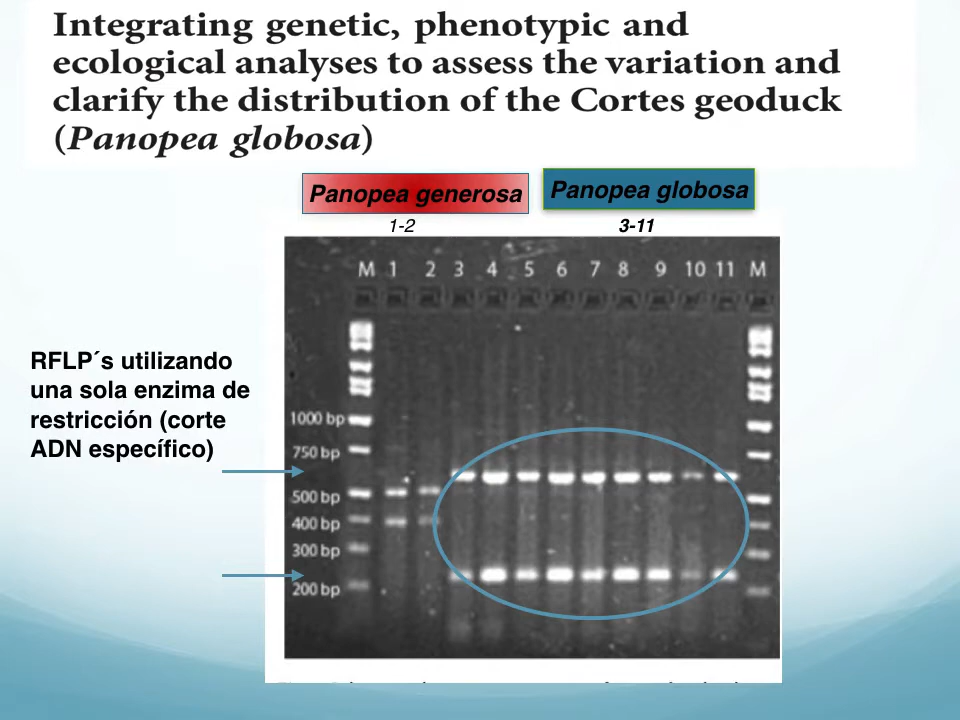 Integrating genetic, phenotypic and
ecological analyses to assess the variation and
clarify the distribution of the Cortes geoduck
(Panopea globosa)
Panopea generosa
Panopea globosa
1-2
3-11
M 1 2 3 4 5 6 7 8 9 10 11 M
RFLP´s utilizando
una sola enzima de
restricción (corte
ADN específico)
1000 bp
750 bp
500 bp
400 bp
300 bp
200 bp